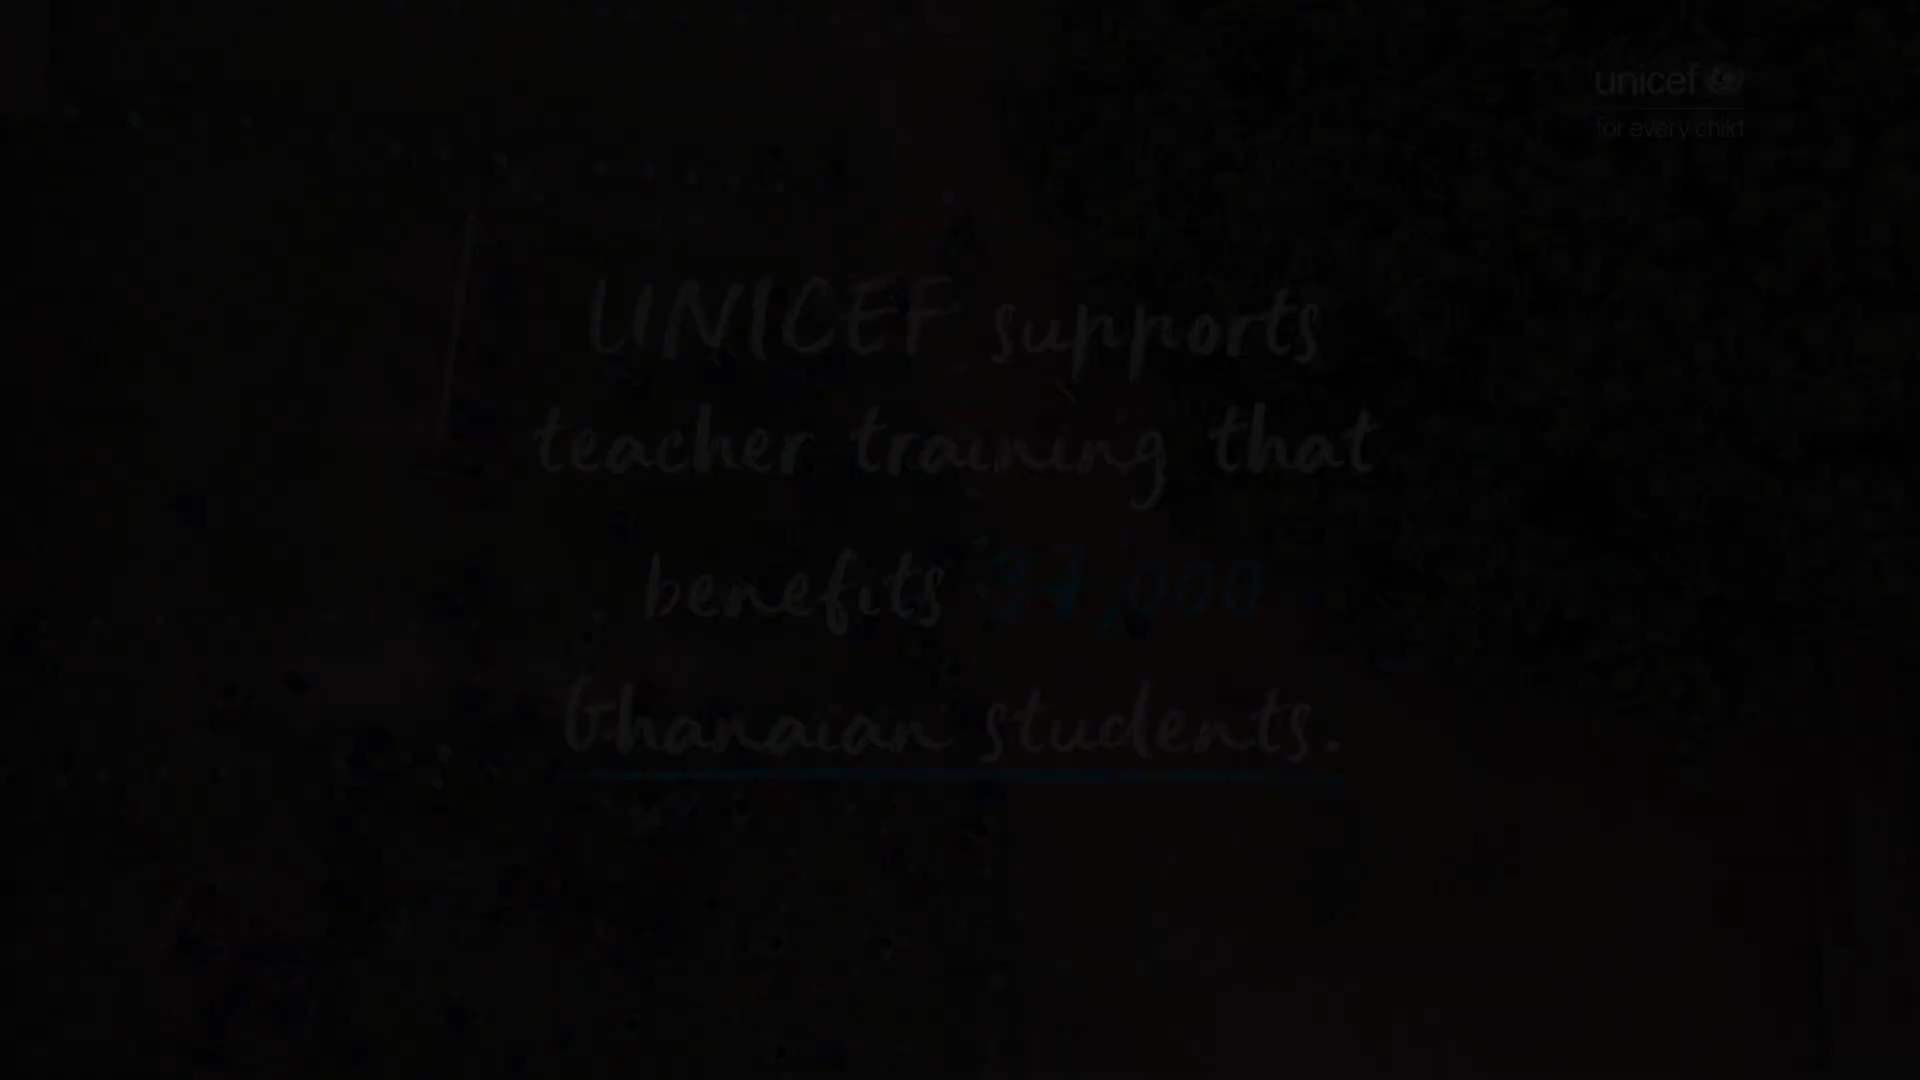 unicef
for every child
UNICEF supports
teacher training that
benefits 37,000
Ghanaian students.